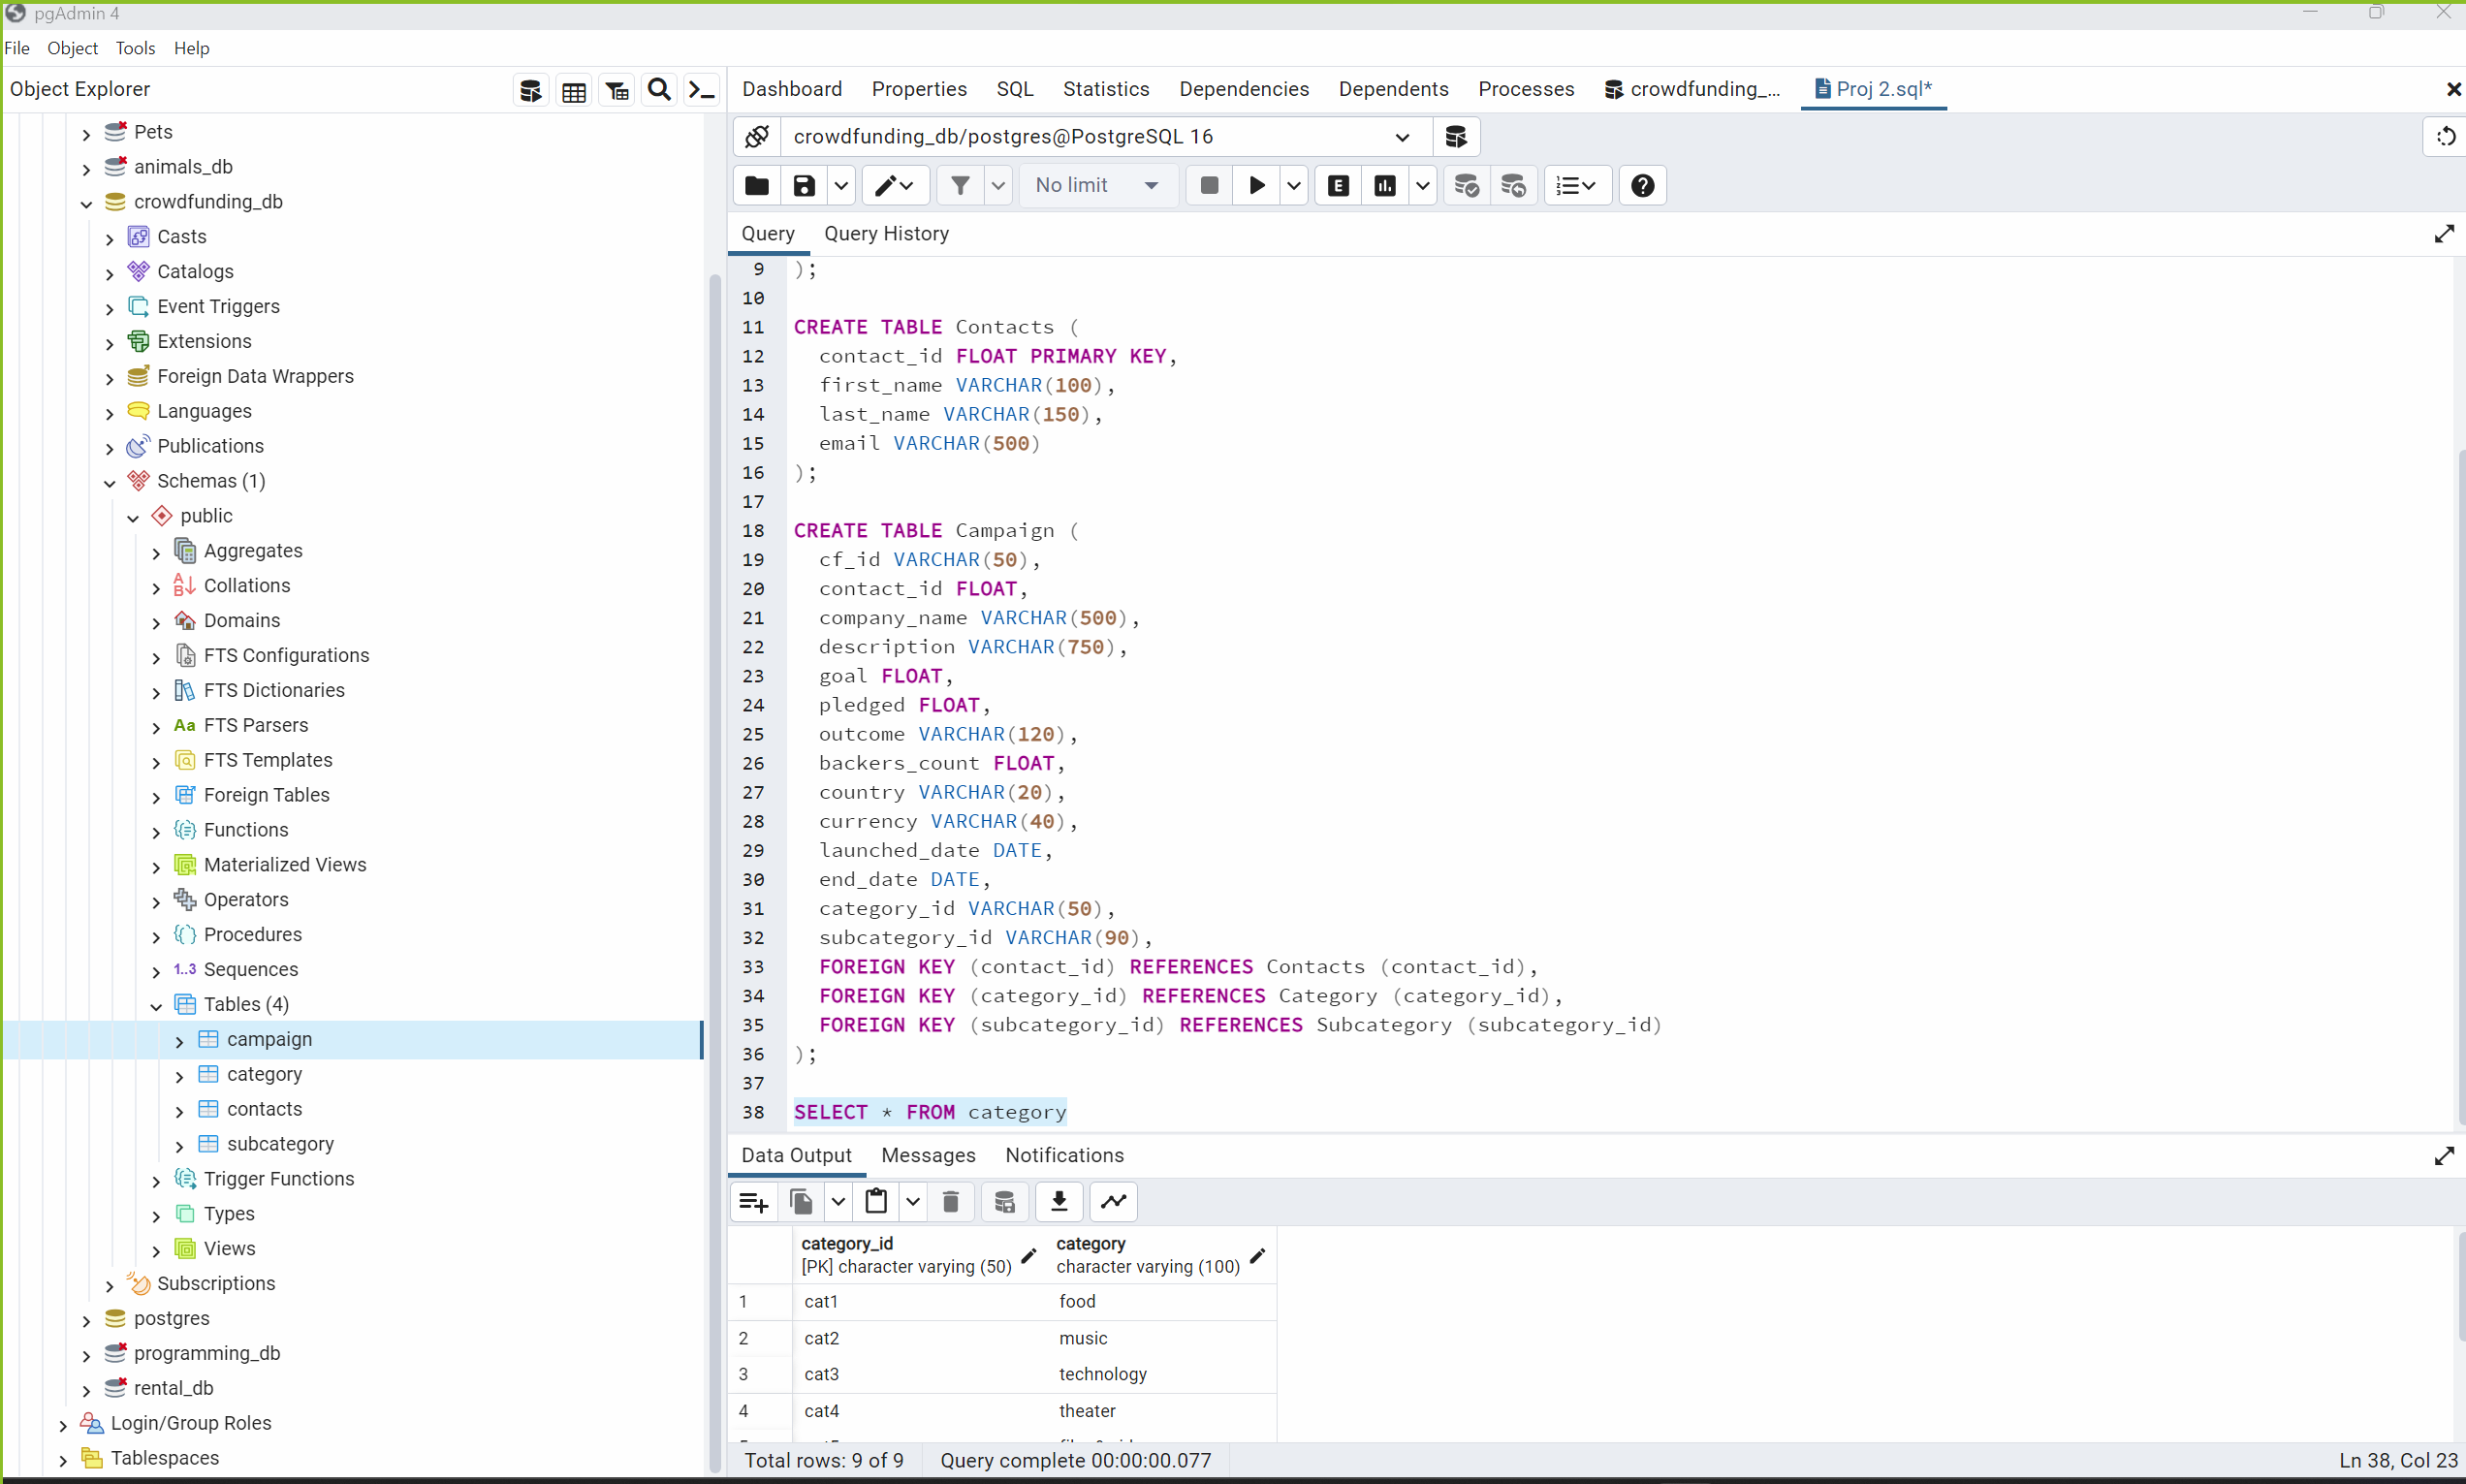 pgAdmin 4
File Object Tools Help
Object Explorer
Pets
animals_db
crowdfunding_db
Casts
Catalogs
Event Triggers
Extensions
Foreign Data Wrappers
Languages
Publications
Schemas (1)
public
Aggregates
Collations
Domains
FTS Configurations
FTS Dictionaries
Aa FTS Parsers
FTS Templates
Foreign Tables
Functions
Materialized Views
Operators
Procedures
1..3 Sequences
Tables (4)
campaign
category
contacts
subcategory
Trigger Functions
Types
Views
Subscriptions
postgres
programming_db
rental_db
Login/Group Roles
Tablespaces
Dashboard Properties SQL Statistics Dependencies Dependents Processes crowdfunding_... Proj 2.sql*
crowdfunding_db/postgres@PostgreSQL 16
No limit E
Query Query History
9 );
10
11 CREATE TABLE Contacts (
12 contact_id FLOAT PRIMARY KEY,
13 first_name VARCHAR(100),
14 last_name VARCHAR(150),
15 email VARCHAR(500)
16 );
17
18 CREATE TABLE Campaign (
19 cf_id VARCHAR(50),
20 contact_id FLOAT,
21 company_name VARCHAR(500),
22 description VARCHAR(750),
23 goal FLOAT,
24 pledged FLOAT,
25 outcome VARCHAR(120),
26 backers_count FLOAT,
27 country VARCHAR(20),
28 currency VARCHAR(40),
29 launched_date DATE,
30 end_date DATE,
31 category_id VARCHAR(50),
32 subcategory_id VARCHAR(90),
33 FOREIGN KEY (contact_id) REFERENCES Contacts (contact_id),
34 FOREIGN KEY (category_id) REFERENCES Category (category_id),
35 FOREIGN KEY (subcategory_id) REFERENCES Subcategory (subcategory_id)
36 );
37
38 SELECT * FROM category
Data Output Messages Notifications
category_id category
[PK] character varying (50) character varying (100)
1 cat1 food
2 cat2 music
3 cat3 technology
4 cat4 theater
Total rows: 9 of 9 Query complete 00:00:00.077 Ln 38, Col 23